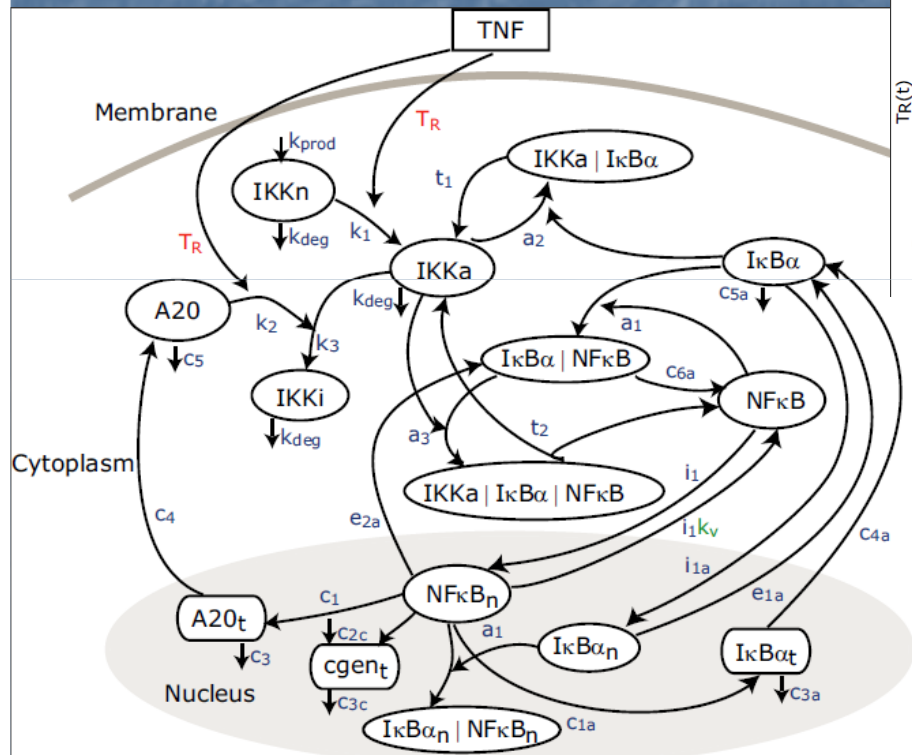 TNF
Membrane
TR(t)
TR
kprod
IKKn
kdeg
k1
IKKa | IκBα
t1
a2
TR
IKKa
kdeg
IκBα
c5a
A20
k2
k3
c5
a1
IκBα | NFκB
c6a
NFκB
IKKi
kdeg
a3
t2
Cytoplasm
IKKa | IκBα | NFκB
c4
e2a
i1
i1kv
c4a
i1a
e1a
NFκBn
c1
A20t
c2c
a1
IκBαn
IκBαt
c3
cgent
c3a
Nucleus
c3c
c1a
IκBαn | NFκBn